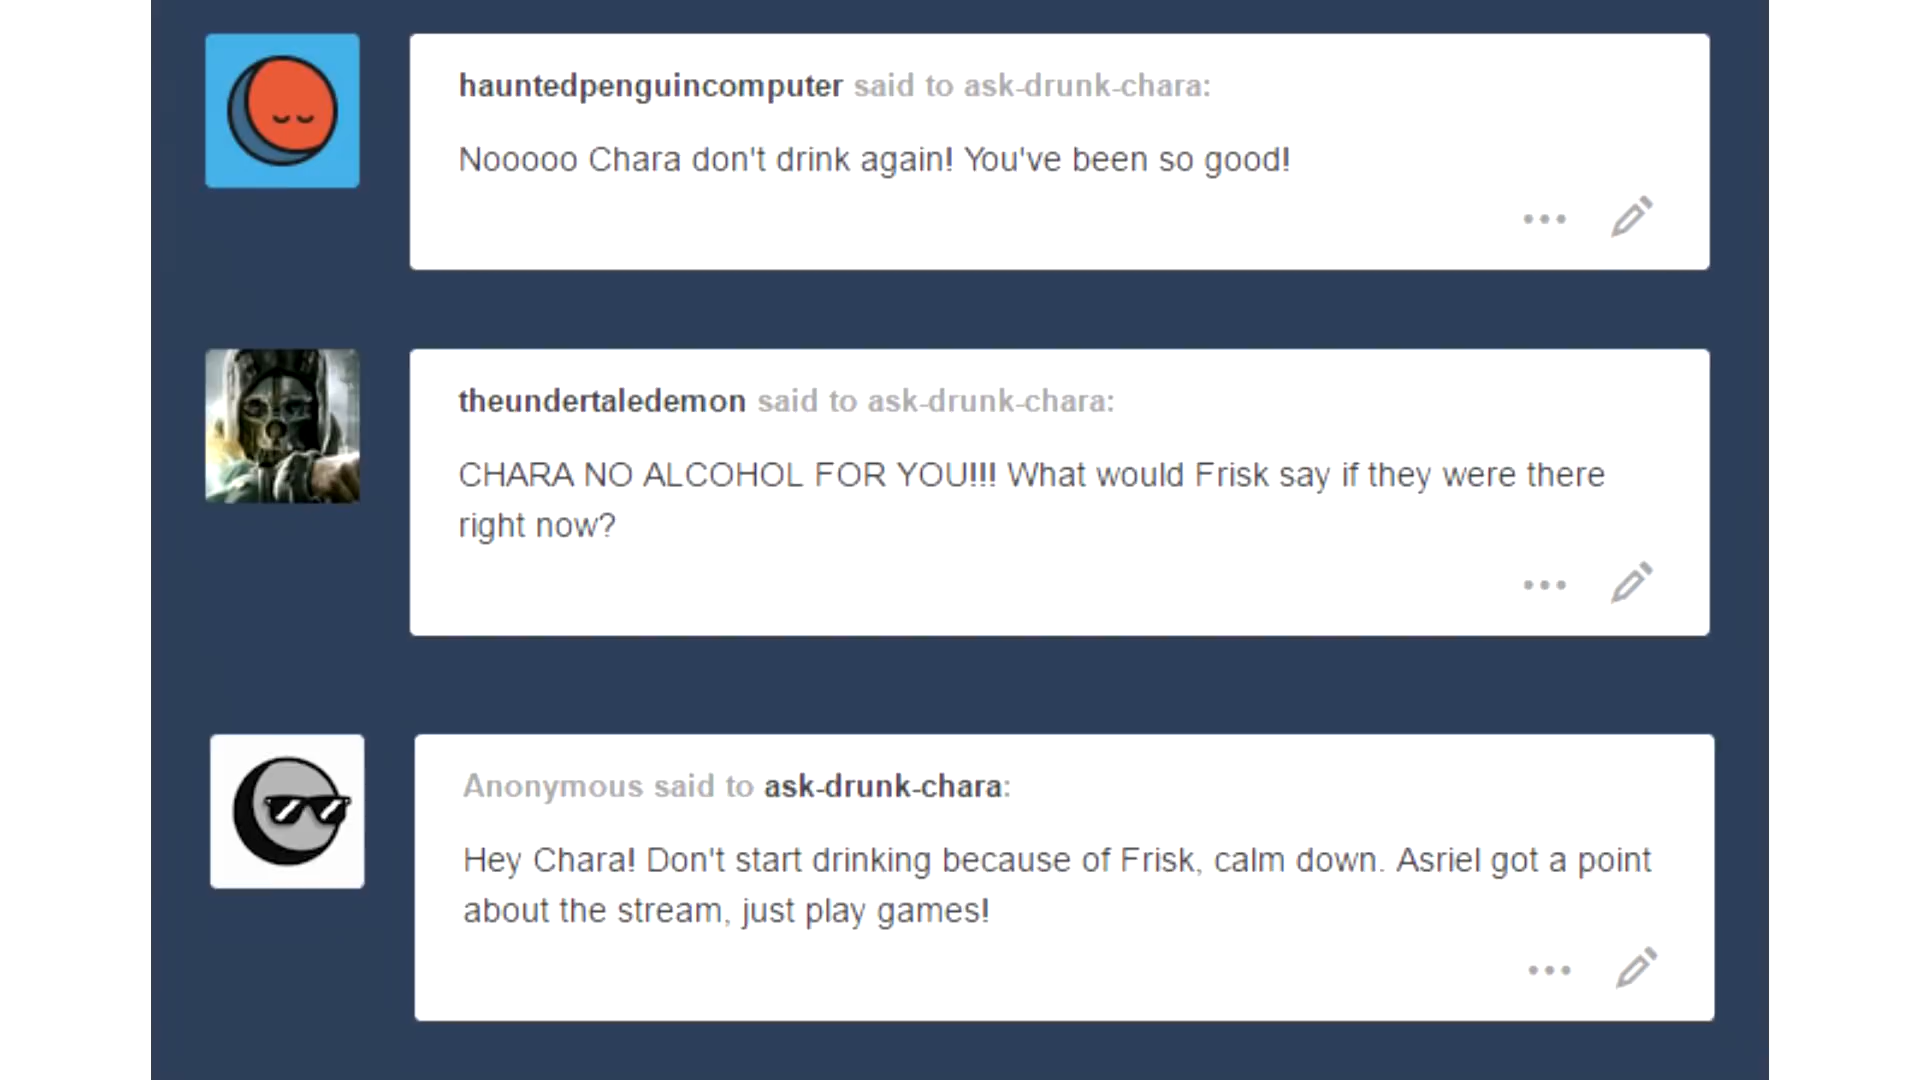 hauntedpenguincomputer said to ask-drunk-chara:
Nooooo Chara don't drink again! You've been so good!
theundertaledemon said to ask-drunk-chara:
CHARA NO ALCOHOL FOR YOU!!! What would Frisk say if they were there
right now?
Anonymous said to ask-drunk-chara:
Hey Chara! Don't start drinking because of Frisk, calm down. Asriel got a point
about the stream, just play games!